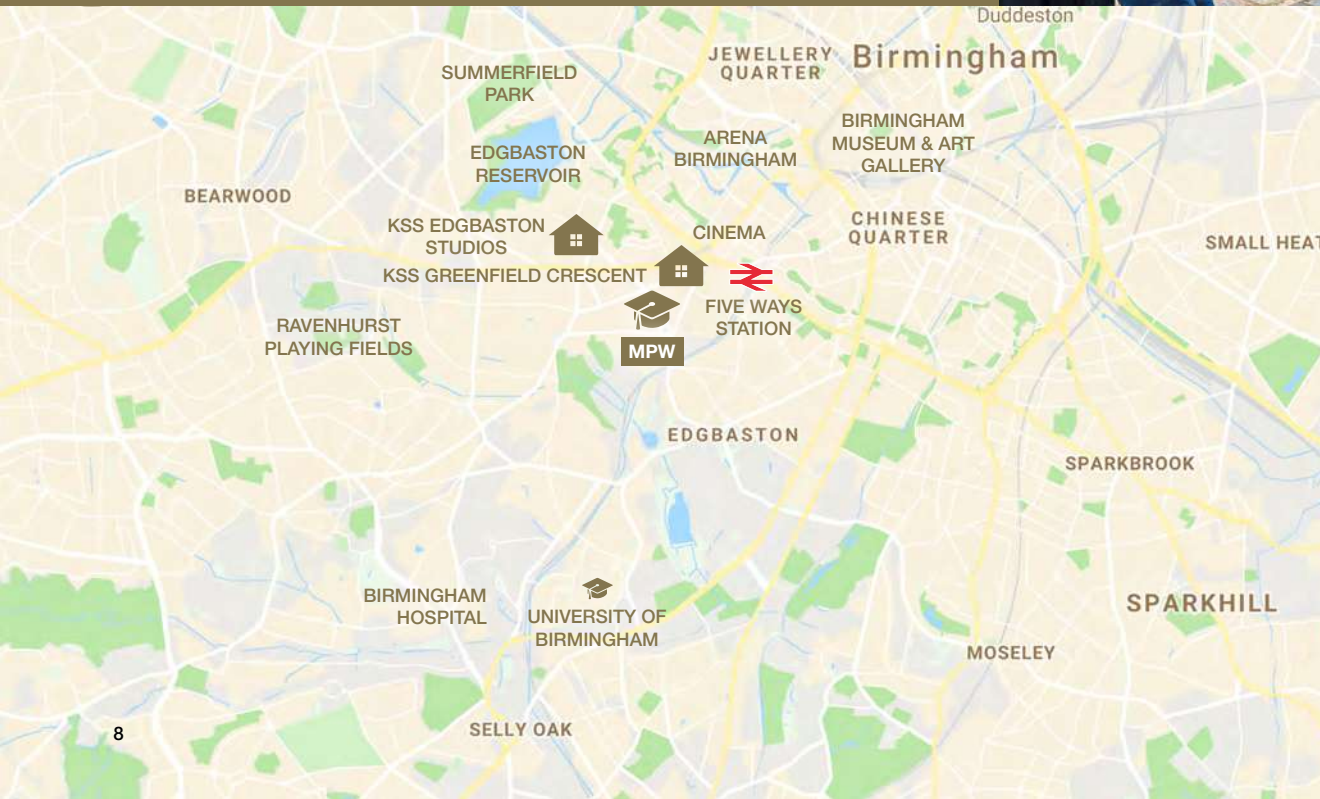 Duddeston
JEWELLERY
QUARTER
Birmingham
SUMMERFIELD
PARK
BIRMINGHAM
MUSEUM & ART
GALLERY
ARENA
BIRMINGHAM
EDGBASTON
RESERVOIR
BEARWOOD
KSS EDGBASTON
STUDIOS
CINEMA
CHINESE
QUARTER
SMALL HEAT
KSS GREENFIELD CRESCENT
FIVE WAYS
STATION
RAVENHURST
PLAYING FIELDS
MPW
EDGBASTON
SPARKBROOK
BIRMINGHAM
HOSPITAL
UNIVERSITY OF
BIRMINGHAM
SPARKHILL
MOSELEY
SELLY OAK
8